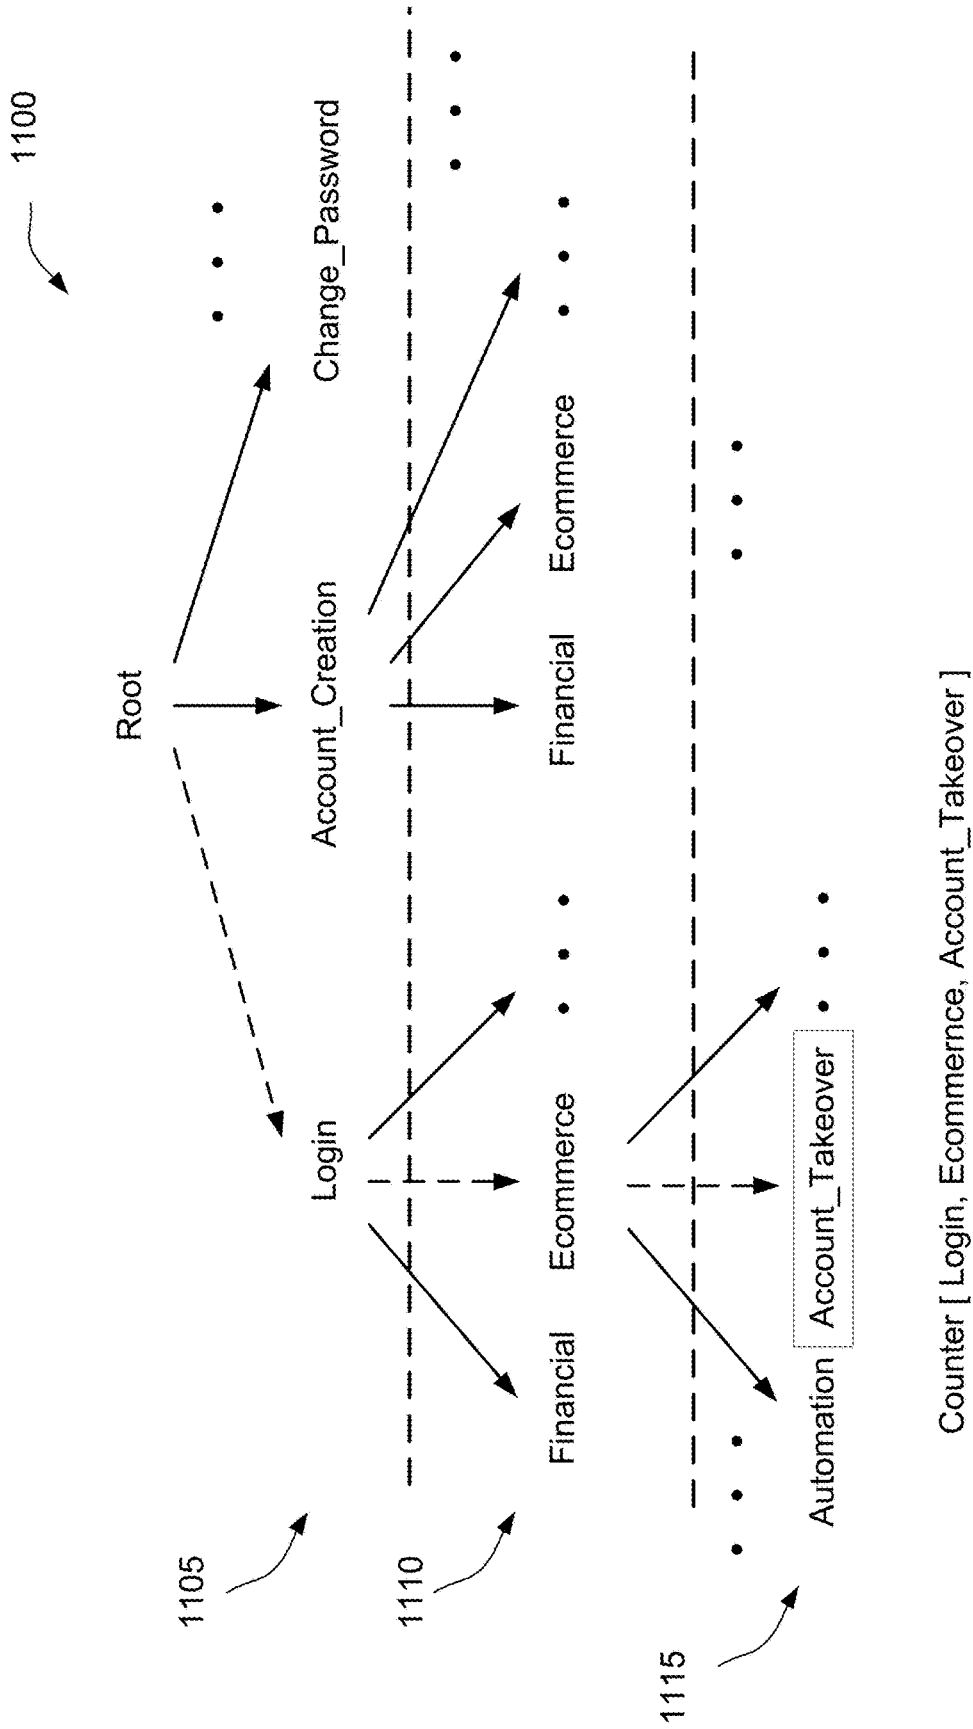 1100
Root
1105
Login
Account_Creation
Change_Password
1110
Financial
Ecommerce
Financial
Ecommerce
1115
Automation
Account_Takeover
Counter [ Login, Ecommernce, Account_Takeover ]